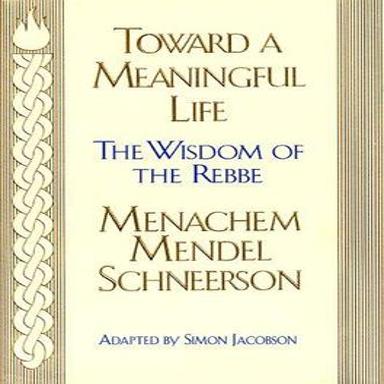 TOWARD A
MEANINGFUL
LIFE
THE WISDOM OF
THE REBBE
MENACHEM
MENDEL
SCHNEERSON
ADAPTED BY SIMON JACOBSON